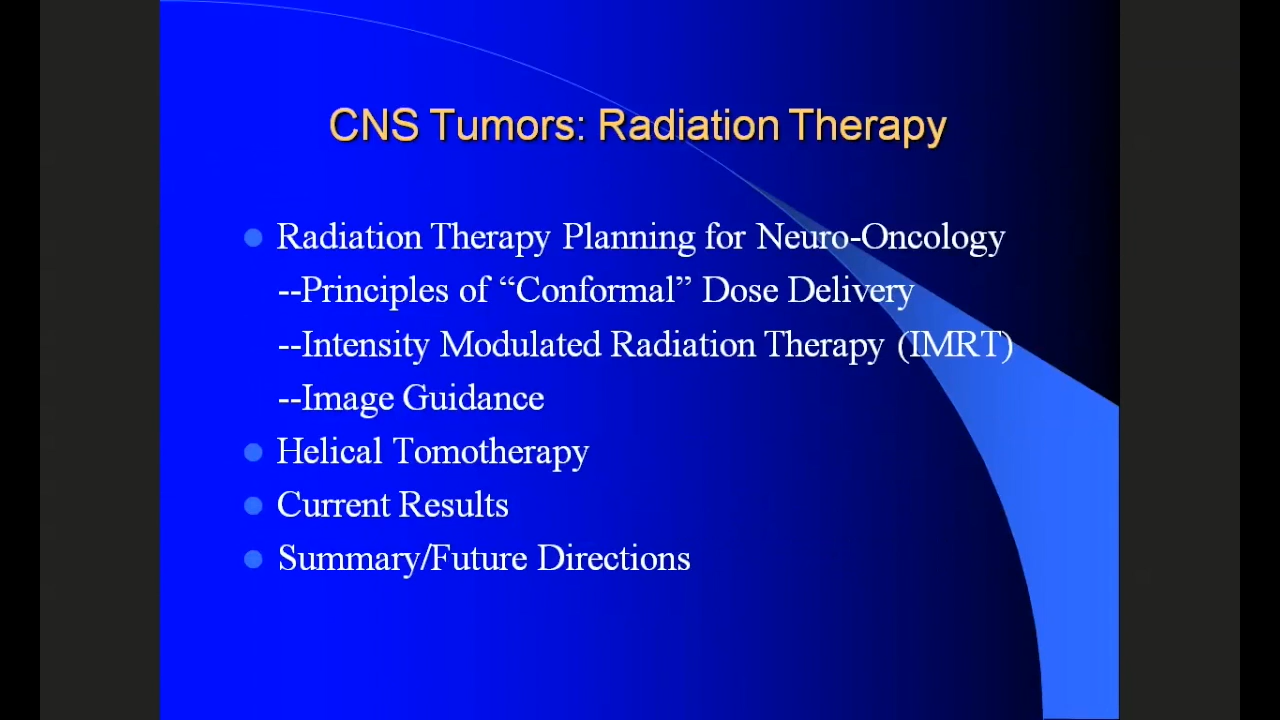 CNS Tumors: Radiation Therapy
Radiation Therapy Planning for Neuro-Oncology
--Principles of “Conformal” Dose Delivery
--Intensity Modulated Radiation Therapy (IMRT)
--Image Guidance
Helical Tomotherapy
Current Results
Summary/Future Directions